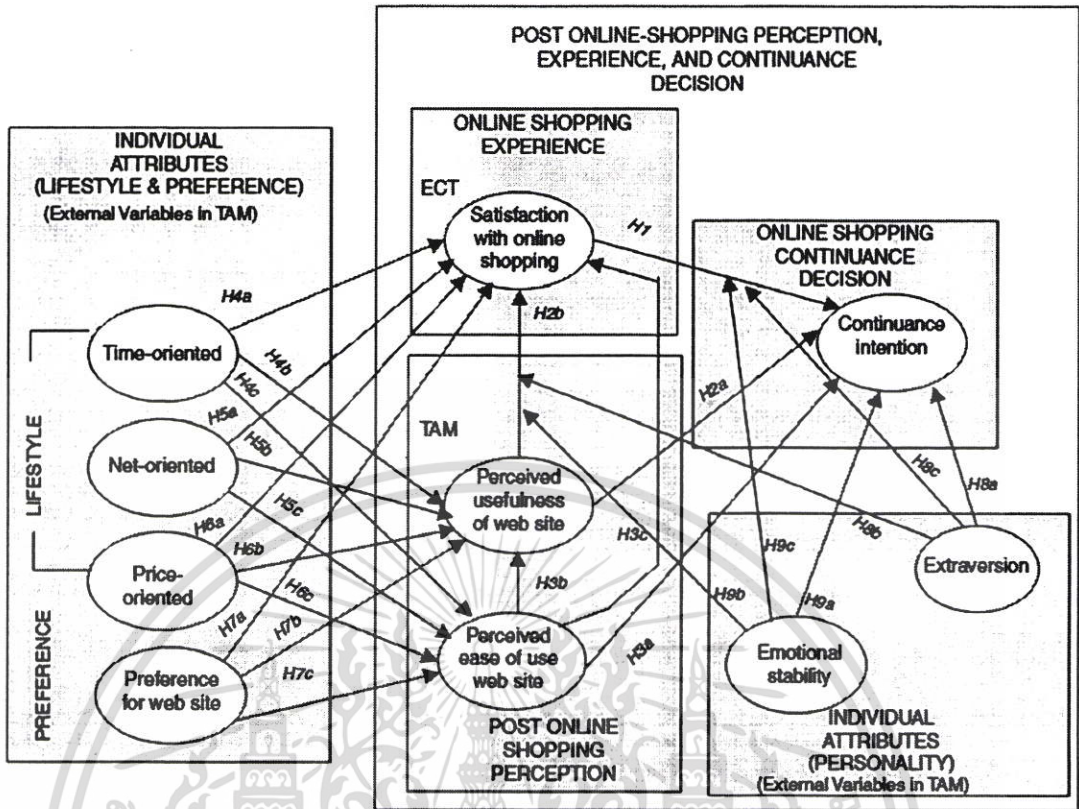 POST ONLINE-SHOPPING PERCEPTION,
EXPERIENCE, AND CONTINUANCE
DECISION
INDIVIDUAL
ATTRIBUTES
(LIFESTYLE & PREFERENCE)
(External Variables in TAM)
LIFESTYLE
PREFERENCE
Time-oriented
Net-oriented
Price-
oriented
Preference
for web site
H4a
H4b
H4c
H5a
H5b
H5c
H6a
H6b
H6c
H7a
H7b
H7c
ONLINE SHOPPING
EXPERIENCE
ECT
Satisfaction
with online
shopping
H1
H2b
TAM
Perceived
usefulness
of web site
H2a
H3b
H3c
Perceived
ease of use
web site
H3a
POST ONLINE
SHOPPING
PERCEPTION
ONLINE SHOPPING
CONTINUANCE
DECISION
Continuance
intention
H8c
H8a
H8b
H9c
H9b
H9a
Extraversion
Emotional
stability
INDIVIDUAL
ATTRIBUTES
(PERSONALITY)
(External Variables in TAM)